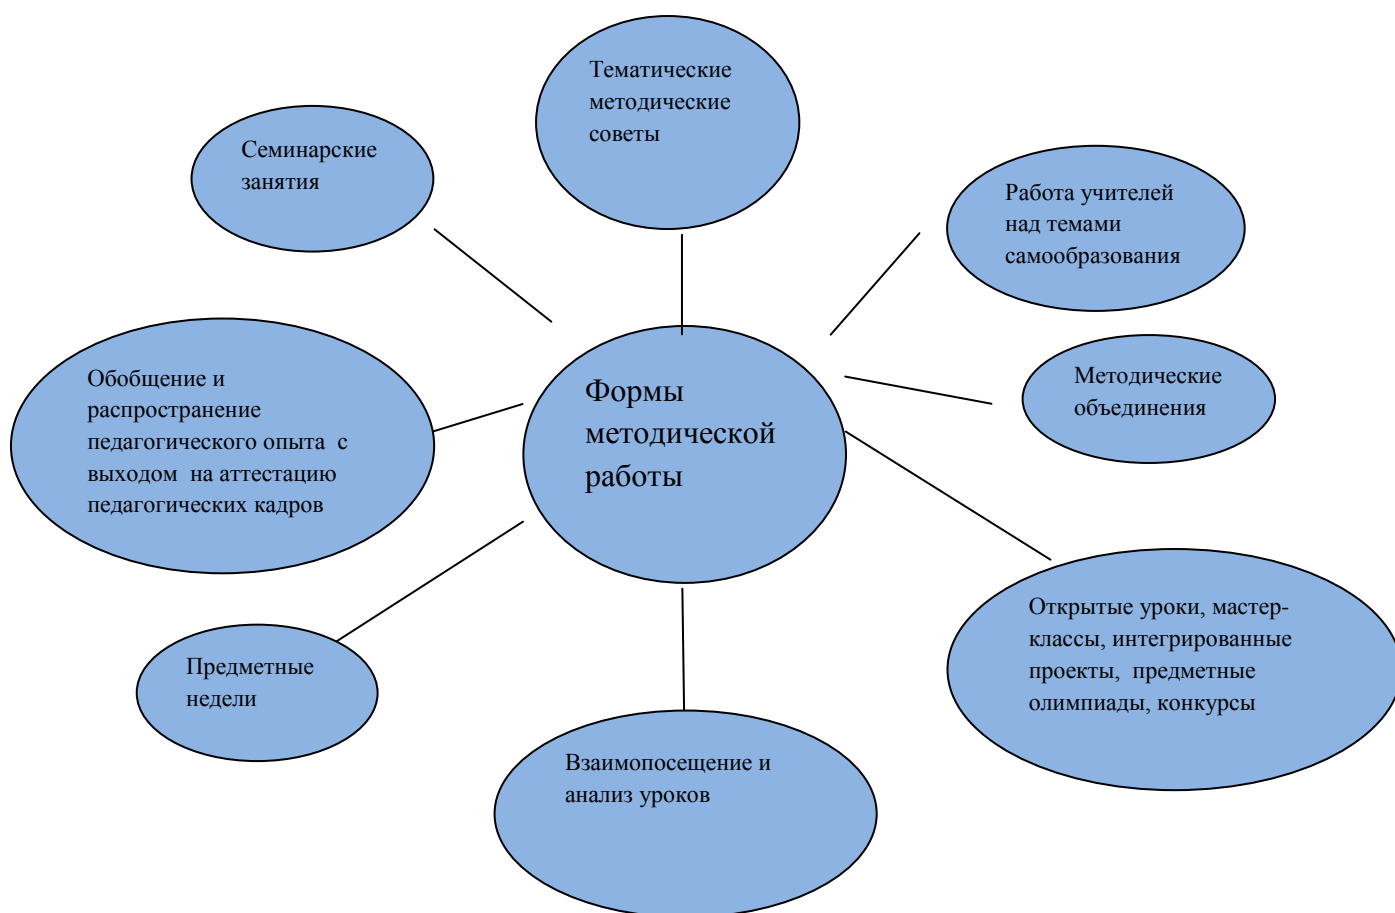 Тематические
методические
советы
Семинарские
занятия
Работа учителей
над темами
самообразования
Обобщение и
распространение
педагогического опыта с
выходом на аттестацию
педагогических кадров
Формы
методической
работы
Методические
объединения
Открытые уроки, мастер-
классы, интегрированные
проекты, предметные
олимпиады, конкурсы
Предметные
недели
Взаимопосещение и
анализ уроков